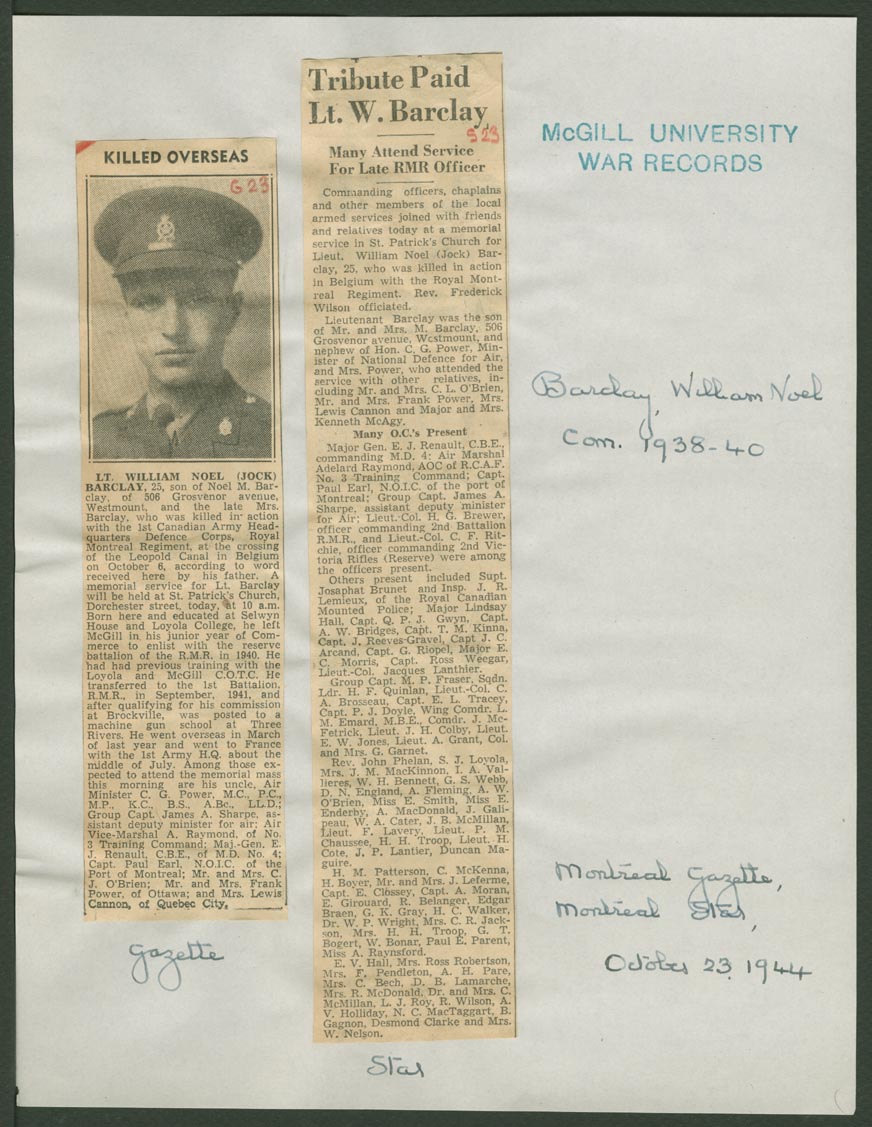 KILLED OVERSEAS
G 23
LT. WILLIAM NOEL (JOCK)
BARCLAY, 25, son of Noel M. Bar-
clay, of 506 Grosvenor avenue,
Westmount, and the late Mrs.
Barclay, who was killed in action
with the 1st Canadian Army Head-
quarters Defence Corps, Royal
Montreal Regiment, at the crossing
of the Leopold Canal in Belgium
on October 6, according to word
received here by his father. A
memorial service for Lt. Barclay
will be held at St. Patrick's Church,
Dorchester street, today, at 10 a.m.
Born here and educated at Selwyn
House and Loyola College, he left
McGill in his junior year of Com-
merce to enlist with the reserve
battalion of the R.M.R. in 1940. He
had had previous training with the
Loyola and McGill C.O.T.C. He
transferred to the 1st Battalion,
R.M.R., in September, 1941, and
after qualifying for his commission
at Brockville, was posted to a
machine gun school at Three
Rivers. He went overseas in March
of last year and went to France
with the 1st Army H.Q. about the
middle of July. Among those ex-
pected to attend the memorial mass
this morning are his uncle, Air
Minister C. G. Power, M.C., P.C.,
M.P., K.C., B.S., A.Bc., LL.D.;
Group Capt. James A. Sharpe, as-
sistant deputy minister for air; Air
Vice-Marshal A. Raymond, of No.
3 Training Command; Maj.-Gen. E.
J. Renault, C.B.E., of M.D. No. 4;
Capt. Paul Earl, N.O.I.C. of the
Port of Montreal; Mr. and Mrs. C.
J. O'Brien; Mr. and Mrs. Frank
Power, of Ottawa; and Mrs. Lewis
Cannon, of Quebec City.
Gazette
Tribute Paid
Lt. W. Barclay
S 23
Many Attend Service
For Late RMR Officer
Commanding officers, chaplains
and other members of the local
armed services joined with friends
and relatives today at a memorial
service in St. Patrick's Church for
Lieut. William Noel (Jock) Bar-
clay, 25, who was killed in action
in Belgium with the Royal Mont-
real Regiment. Rev. Frederick
Wilson officiated.
Lieutenant Barclay was the son
of Mr. and Mrs. M. Barclay, 506
Grosvenor avenue, Westmount, and
nephew of Hon. C. G. Power, Min-
ister of National Defence for Air,
and Mrs. Power, who attended the
service with other relatives, in-
cluding Mr. and Mrs. C. L. O'Brien,
Mr. and Mrs. Frank Power, Mrs.
Lewis Cannon and Major and Mrs.
Kenneth McAgy.
Many O.C.'s Present
Major Gen. E. J. Renault, C.B.E.,
commanding M.D. 4; Air Marshal
Adelard Raymond, AOC of R.C.A.F.
No. 3 Training Command; Capt.
Paul Earl, N.O.I.C. of the port of
Montreal; Group Capt. James A.
Sharpe, assistant deputy minister
for Air; Lieut.-Col. H. G. Brewer,
officer commanding 2nd Battalion
R.M.R., and Lieut.-Col. C. F. Rit-
chie, officer commanding 2nd Vic-
toria Rifles (Reserve) were among
the officers present.
Others present included Supt.
Josaphat Brunet and Insp. J. R.
Lemieux, of the Royal Canadian
Mounted Police; Major Lindsay
Hall, Capt. Q. P. J. Gwyn, Capt.
A. W. Bridges, Capt. T. M. Kinna,
Capt. J. Reeves-Gravel, Capt J. C.
Arcand, Capt. G. Riopel, Major E.
C. Morris, Capt. Ross Weegar,
Lieut.-Col. Jacques Lanthier.
Group Capt. M. P. Fraser, Sqdn.
Ldr. H. F. Quinlan, Lieut.-Col. C.
A. Brosseau, Capt. E. L. Tracey,
Capt. P. J. Doyle, Wing Comdr. L.
M. Emard, M.B.E., Comdr. J. Mc-
Fetrick, Lieut. J. H. Colby, Lieut.
E. W. Jones, Lieut. A. Grant, Col.
and Mrs. G. Garnet.
Rev. John Phelan, S. J. Loyola,
Mrs. J. M. MacKinnon, I. A. Val-
lieres, W. H. Bennett, G. S. Webb,
D. N. England, A. Fleming, A. W.
O'Brien, Miss E. Smith, Miss E.
Enderby, A. MacDonald, J. Gali-
peau, W. A. Cater, J. B. McMillan,
Lieut. F. Lavery, Lieut. P. M.
Chaussee, H. H. Troop, Lieut. H.
Cote, J. P. Lantier, Duncan Ma-
guire.
H. M. Patterson, C. McKenna,
H. Boyer, Mr. and Mrs. J. Leferme,
Capt. E. Clossey, Capt. A. Moran,
E. Girouard, R. Belanger, Edgar
Braen, G. K. Gray, H. C. Walker,
Dr. W. P. Wright, Mrs. C. R. Jack-
son, Mrs. H. H. Troop, G. T.
Bogert, W. Bonar, Paul E. Parent,
Miss A. Raynsford.
E. V. Hall, Mrs. Ross Robertson,
Mrs. F. Pendleton, A. H. Pare,
Mrs. C. Bech, D. B. Lamarche,
Mrs. R. McDonald, Dr. and Mrs. C.
McMillan, L. J. Roy, R. Wilson, A.
V. Holliday, N. C. MacTaggart, B.
Gagnon, Desmond Clarke and Mrs.
W. Nelson.
Star
McGILL UNIVERSITY
WAR RECORDS
Barclay, William Noel
Com. 1938-40
Montreal Gazette,
Montreal Star,
October 23, 1944